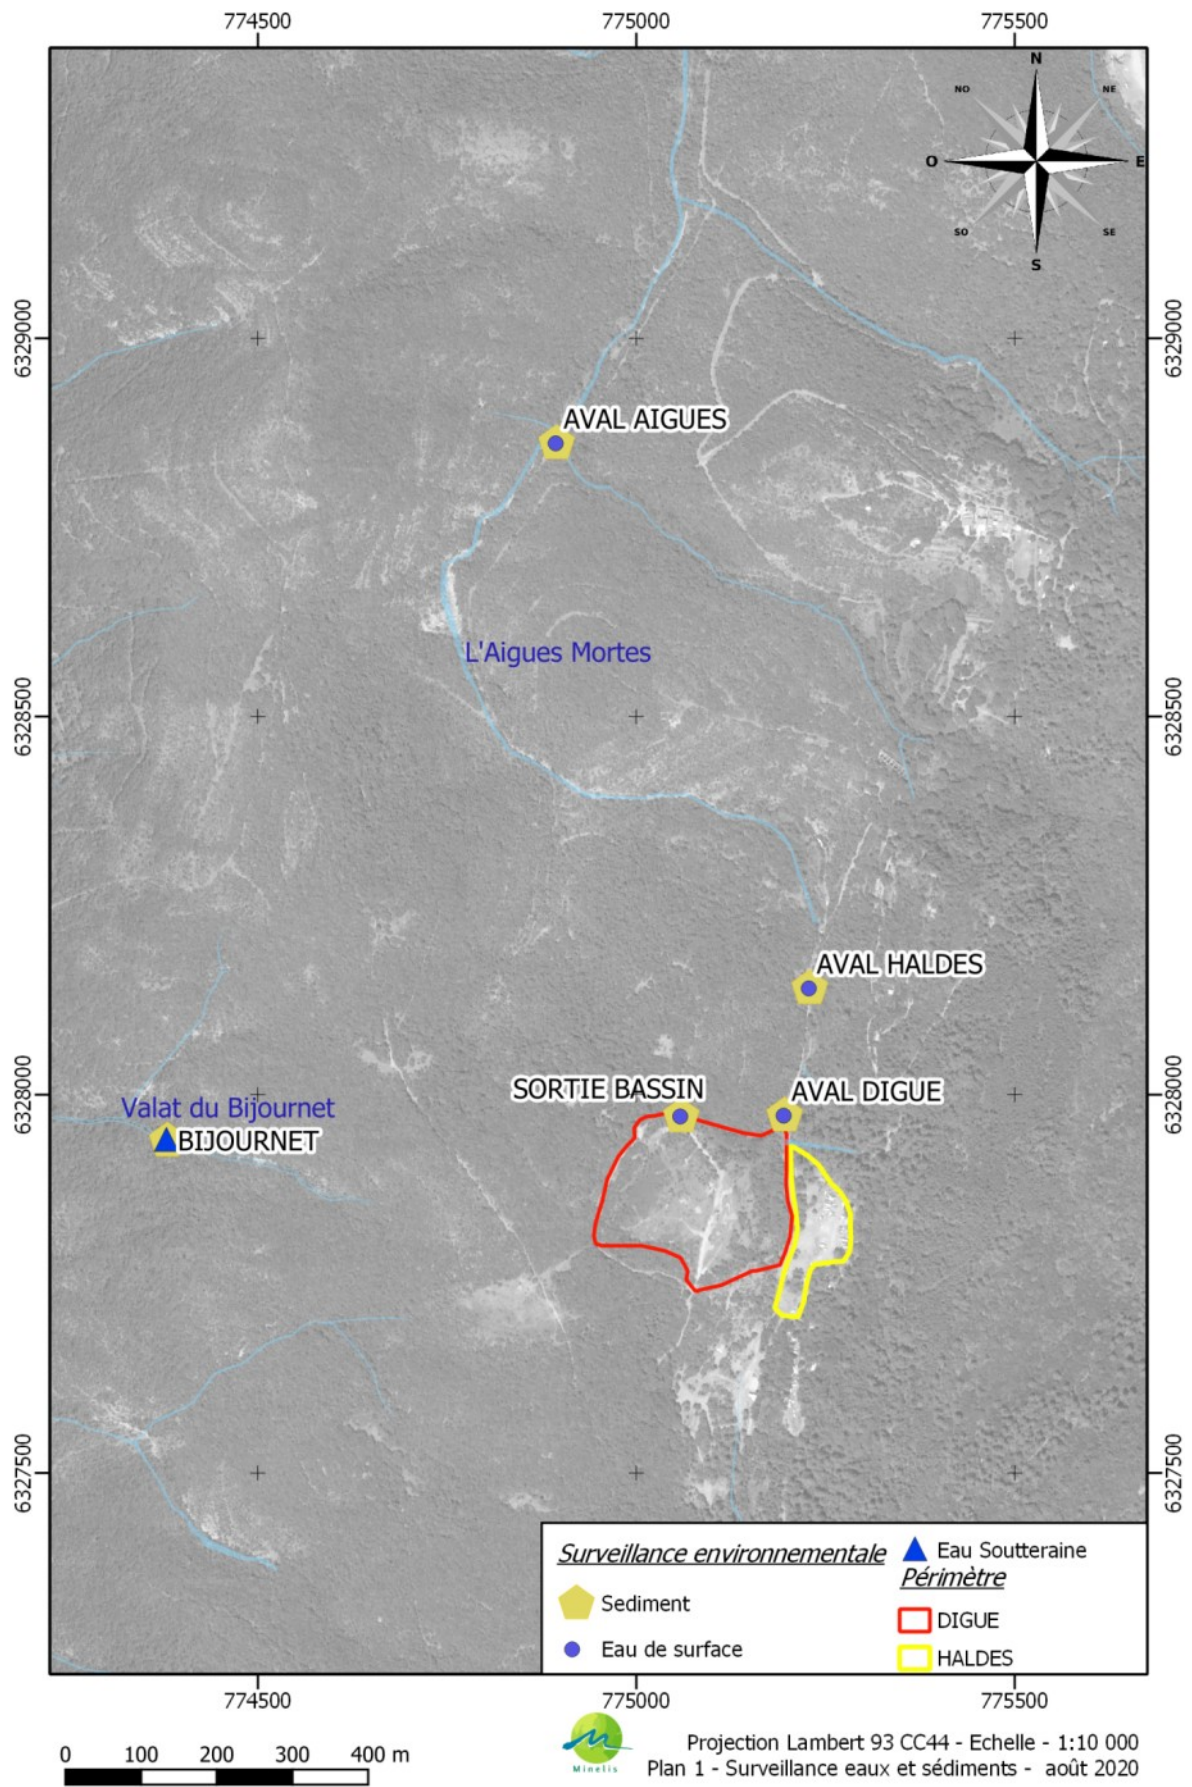 774500 775000 775500
N
NO NE
O E
SO SE
S
6329000 6329000
AVAL AIGUES
L'Aigues Mortes
6328500 6328500
AVAL HALDES
6328000 6328000
SORTIE BASSIN AVAL DIGUE
Valat du Bijournet
BIJOURNET
6327500 6327500
Surveillance environnementale
Sediment
Eau de surface
Eau Soutteraine
Périmètre
DIGUE
HALDES
774500 775000 775500
0 100 200 300 400 m
Minelis
Projection Lambert 93 CC44 - Echelle - 1:10 000
Plan 1 - Surveillance eaux et sédiments - août 2020